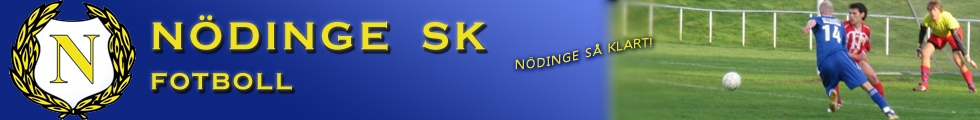 N
NÖDINGE SK
FOTBOLL
NÖDINGE SÅ KLART!
14